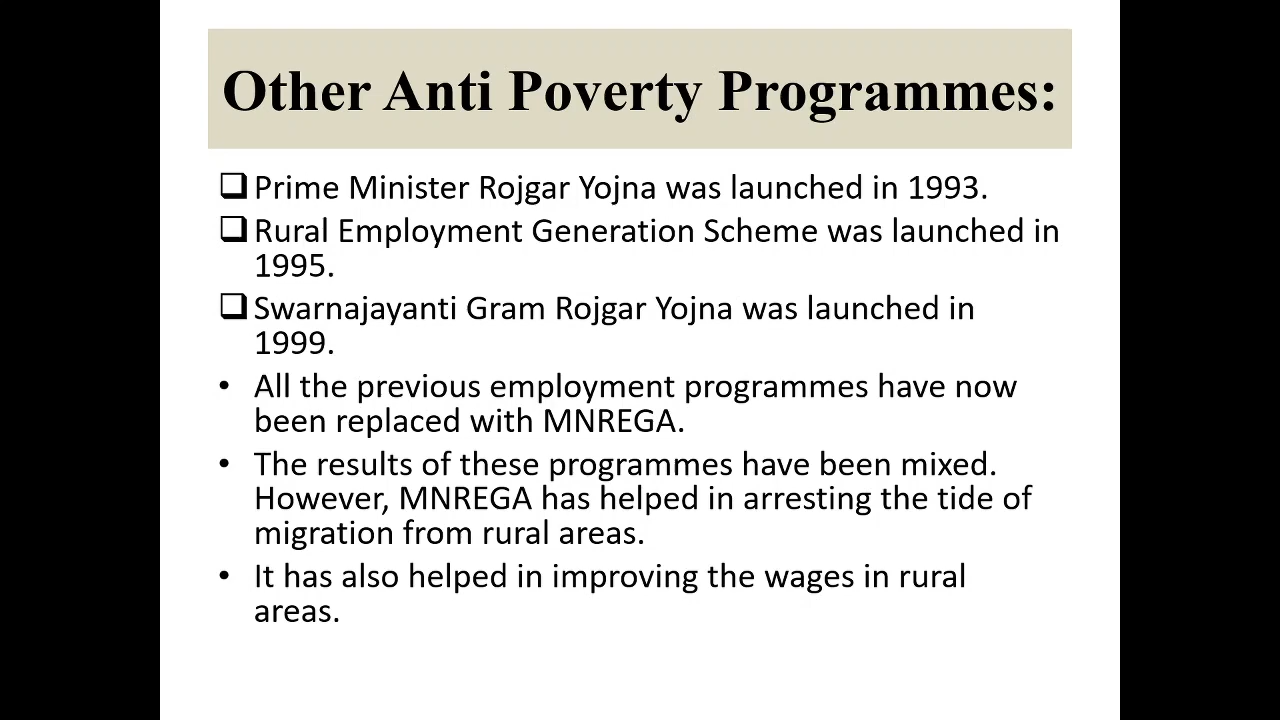 Other Anti Poverty Programmes:
❑ Prime Minister Rojgar Yojna was launched in 1993.
❑ Rural Employment Generation Scheme was launched in
1995.
❑ Swarnajayanti Gram Rojgar Yojna was launched in
1999.
• All the previous employment programmes have now
been replaced with MNREGA.
• The results of these programmes have been mixed.
However, MNREGA has helped in arresting the tide of
migration from rural areas.
• It has also helped in improving the wages in rural
areas.